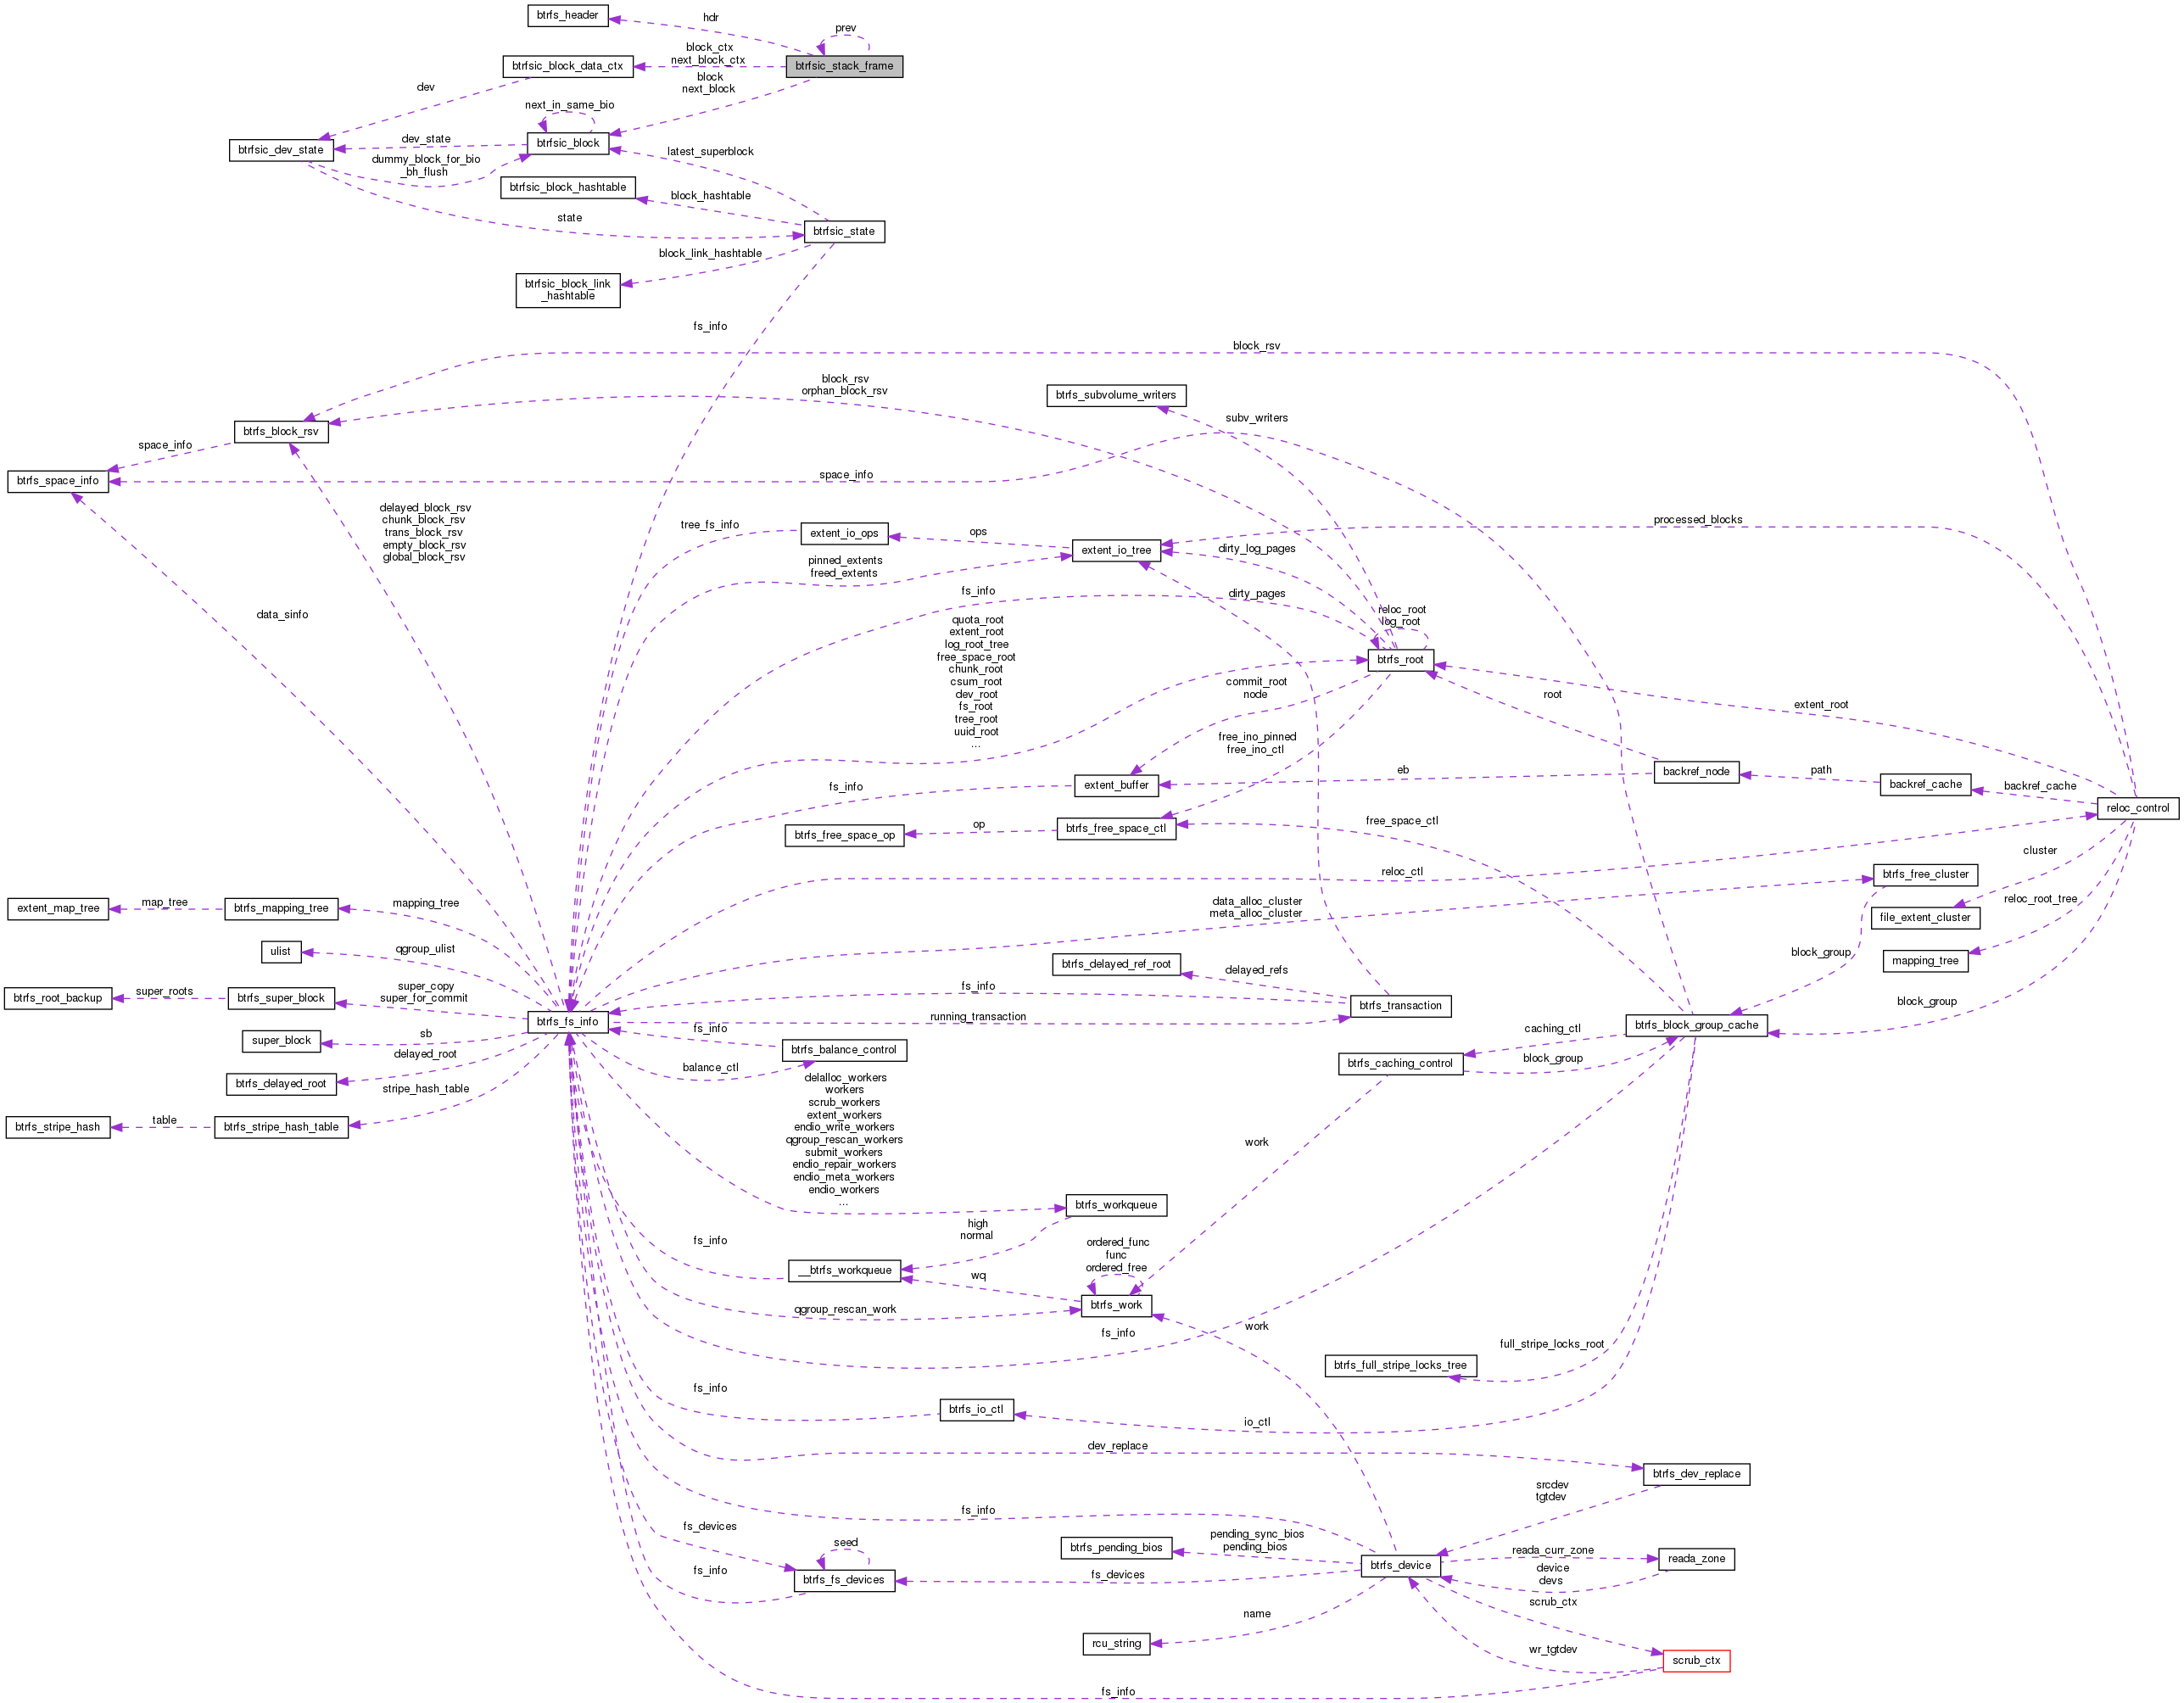 btrfs_header
hdr
prev
btrfsic_stack_frame
block_ctx
next_block_ctx
btrfsic_block_data_ctx
block
next_block
dev
next_in_same_bio
btrfsic_dev_state
dev_state
btrfsic_block
dummy_block_for_bio
_bh_flush
latest_superblock
btrfsic_block_hashtable
block_hashtable
state
btrfsic_state
block_link_hashtable
btrfsic_block_link
_hashtable
fs_info
block_rsv
block_rsv
orphan_block_rsv
btrfs_subvolume_writers
subv_writers
btrfs_block_rsv
space_info
btrfs_space_info
space_info
delayed_block_rsv
chunk_block_rsv
trans_block_rsv
empty_block_rsv
global_block_rsv
tree_fs_info
extent_io_ops
ops
extent_io_tree
processed_blocks
dirty_log_pages
pinned_extents
freed_extents
fs_info
dirty_pages
data_sinfo
reloc_root
log_root
btrfs_root
quota_root
extent_root
log_root_tree
free_space_root
chunk_root
csum_root
dev_root
fs_root
tree_root
uuid_root
...
commit_root
node
root
extent_root
free_ino_pinned
free_ino_ctl
backref_node
path
backref_cache
backref_cache
reloc_control
eb
extent_buffer
fs_info
btrfs_free_space_op
op
btrfs_free_space_ctl
free_space_ctl
cluster
reloc_ctl
btrfs_free_cluster
extent_map_tree
map_tree
btrfs_mapping_tree
mapping_tree
data_alloc_cluster
meta_alloc_cluster
file_extent_cluster
reloc_root_tree
ulist
qgroup_ulist
block_group
mapping_tree
btrfs_delayed_ref_root
delayed_refs
btrfs_root_backup
super_roots
btrfs_super_block
super_copy
super_for_commit
fs_info
btrfs_transaction
block_group
btrfs_fs_info
running_transaction
btrfs_block_group_cache
super_block
sb
fs_info
btrfs_balance_control
caching_ctl
btrfs_caching_control
block_group
btrfs_delayed_root
delayed_root
balance_ctl
stripe_hash_table
btrfs_stripe_hash
table
btrfs_stripe_hash_table
delalloc_workers
workers
scrub_workers
extent_workers
endio_write_workers
qgroup_rescan_workers
submit_workers
endio_repair_workers
endio_meta_workers
endio_workers
...
work
btrfs_workqueue
high
normal
fs_info
__btrfs_workqueue
wq
ordered_func
func
ordered_free
btrfs_work
qgroup_rescan_work
fs_info
work
full_stripe_locks_root
btrfs_full_stripe_locks_tree
fs_info
btrfs_io_ctl
io_ctl
dev_replace
btrfs_dev_replace
srcdev
tgtdev
fs_info
fs_devices
btrfs_pending_bios
pending_sync_bios
pending_bios
btrfs_device
reada_curr_zone
reada_zone
device
devs
seed
fs_info
btrfs_fs_devices
fs_devices
scrub_ctx
name
rcu_string
wr_tgtdev
scrub_ctx
fs_info